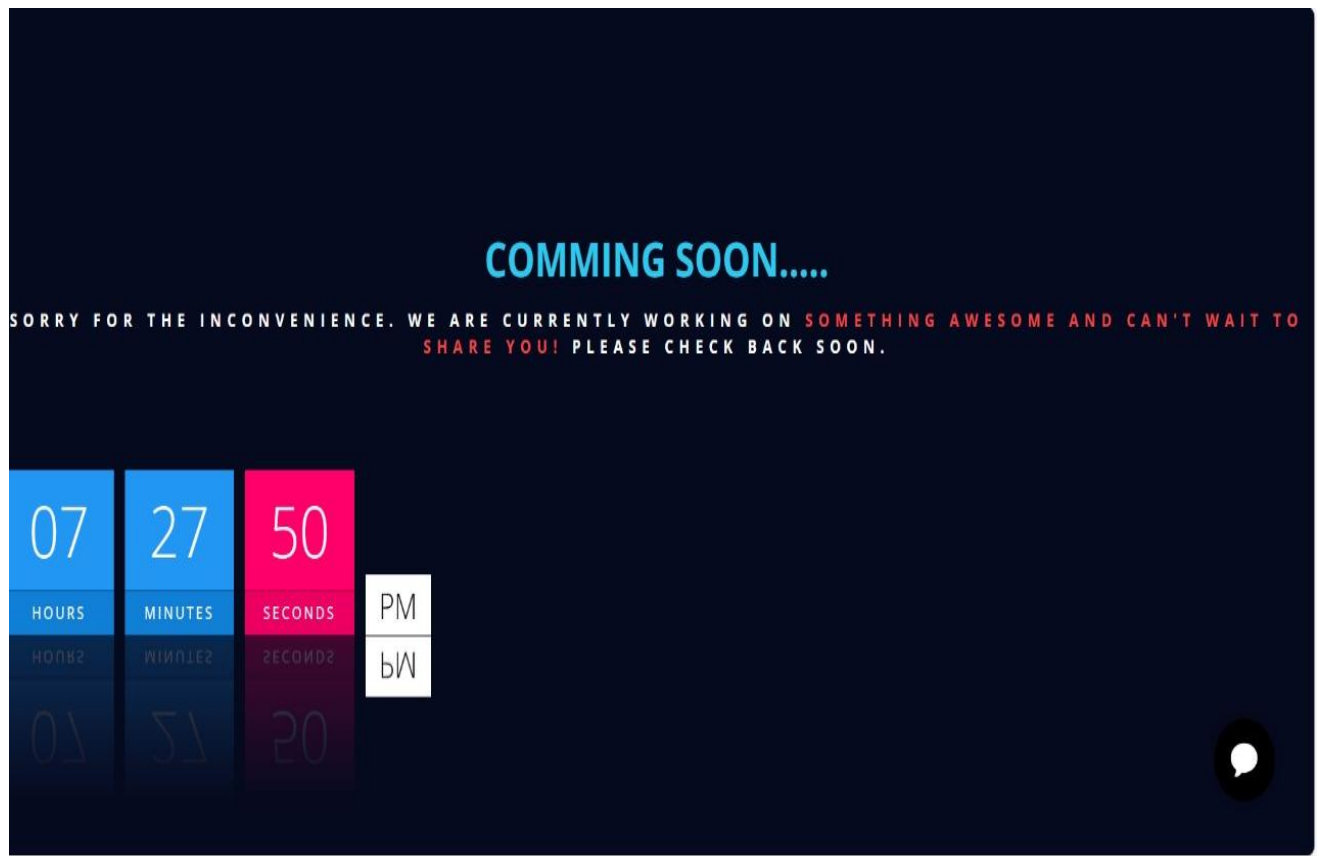 COMMING SOON.....
SORRY FOR THE INCONVENIENCE. WE ARE CURRENTLY WORKING ON SOMETHING AWESOME AND CAN'T WAIT TO
SHARE YOU! PLEASE CHECK BACK SOON.
07 27 50
HOURS MINUTES SECONDS PM